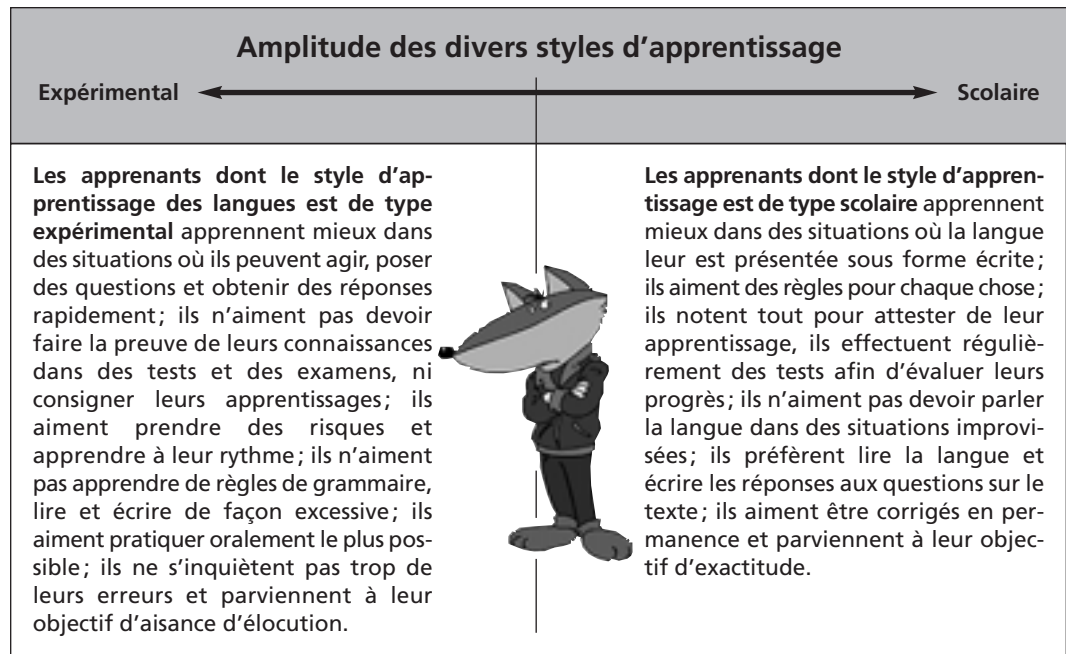 Amplitude des divers styles d'apprentissage
Expérimental
Scolaire
Les apprenants dont le style d'ap-
prentissage des langues est de type
expérimental apprennent mieux dans
des situations où ils peuvent agir, poser
des questions et obtenir des réponses
rapidement ; ils n'aiment pas devoir
faire la preuve de leurs connaissances
dans des tests et des examens, ni
consigner leurs apprentissages ; ils
aiment prendre des risques et
apprendre à leur rythme ; ils n'aiment
pas apprendre de règles de grammaire,
lire et écrire de façon excessive ; ils
aiment pratiquer oralement le plus pos-
sible ; ils ne s'inquiètent pas trop de
leurs erreurs et parviennent à leur
objectif d'aisance d'élocution.
Les apprenants dont le style d'appren-
tissage est de type scolaire apprennent
mieux dans des situations où la langue
leur est présentée sous forme écrite ;
ils aiment des règles pour chaque chose ;
ils notent tout pour attester de leur
apprentissage, ils effectuent réguliè-
rement des tests afin d'évaluer leurs
progrès ; ils n'aiment pas devoir parler
la langue dans des situations improvi-
sées ; ils préfèrent lire la langue et
écrire les réponses aux questions sur le
texte ; ils aiment être corrigés en per-
manence et parviennent à leur objec-
tif d'exactitude.